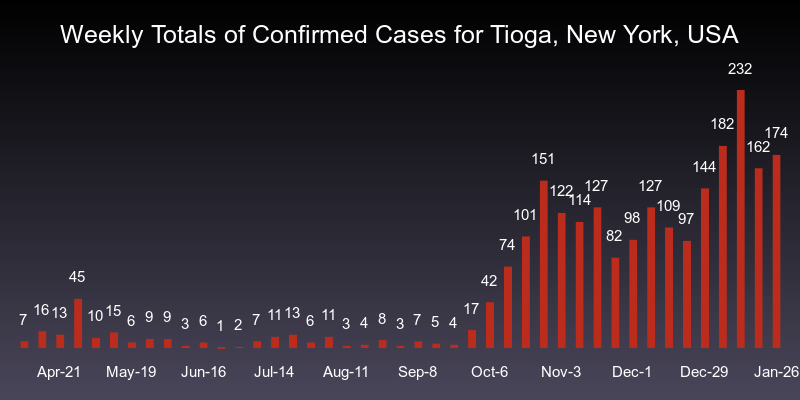 Weekly Totals of Confirmed Cases for Tioga, New York, USA
7 16 13 45 10 15 6 9 9 3 6 1 2 7 11 13 6 11 3 4 8 3 7 5 4 17 42 74 101 151 122 114 127 82 98 127 109 97 144 182 232 162 174
Apr-21 May-19 Jun-16 Jul-14 Aug-11 Sep-8 Oct-6 Nov-3 Dec-1 Dec-29 Jan-26